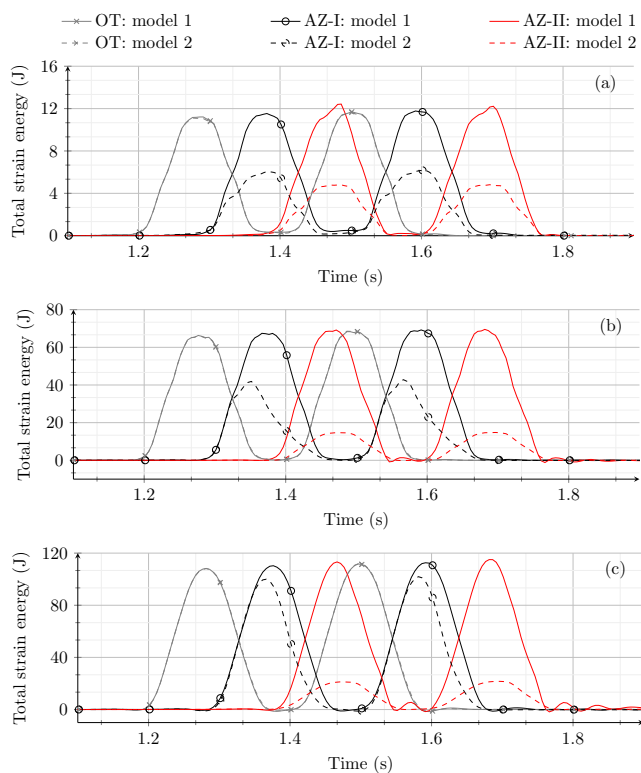 OT: model 1 AZ-I: model 1 AZ-II: model 1
OT: model 2 AZ-I: model 2 AZ-II: model 2
16
12
8
4
0
Total strain energy (J)
(a)
1.2 1.4 1.6 1.8
Time (s)
80
60
40
20
0
Total strain energy (J)
(b)
1.2 1.4 1.6 1.8
Time (s)
120
80
40
0
Total strain energy (J)
(c)
1.2 1.4 1.6 1.8
Time (s)